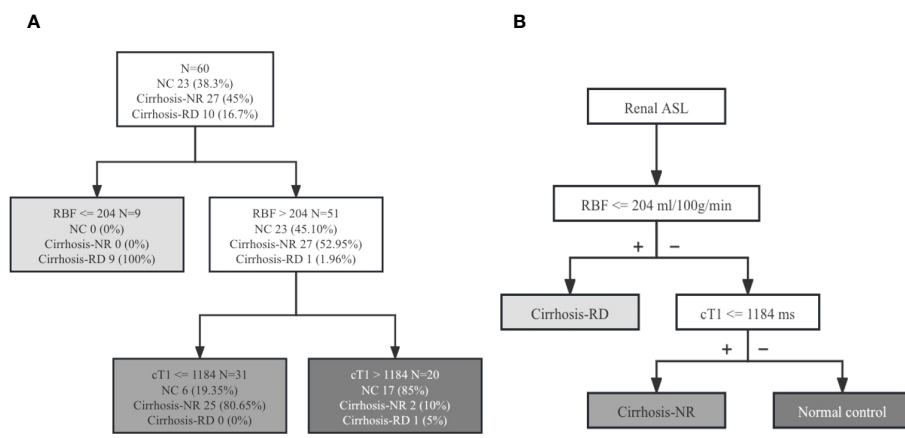 A
N=60
NC 23 (38.3%)
Cirrhosis-NR 27 (45%)
Cirrhosis-RD 10 (16.7%)
RBF <= 204 N=9
NC 0 (0%)
Cirrhosis-NR 0 (0%)
Cirrhosis-RD 9 (100%)
RBF > 204 N=51
NC 23 (45.10%)
Cirrhosis-NR 27 (52.95%)
Cirrhosis-RD 1 (1.96%)
cT1 <= 1184 N=31
NC 6 (19.35%)
Cirrhosis-NR 25 (80.65%)
Cirrhosis-RD 0 (0%)
cT1 > 1184 N=20
NC 17 (85%)
Cirrhosis-NR 2 (10%)
Cirrhosis-RD 1 (5%)
B
Renal ASL
RBF <= 204 ml/100g/min
+ −
Cirrhosis-RD
cT1 <= 1184 ms
+ −
Cirrhosis-NR
Normal control